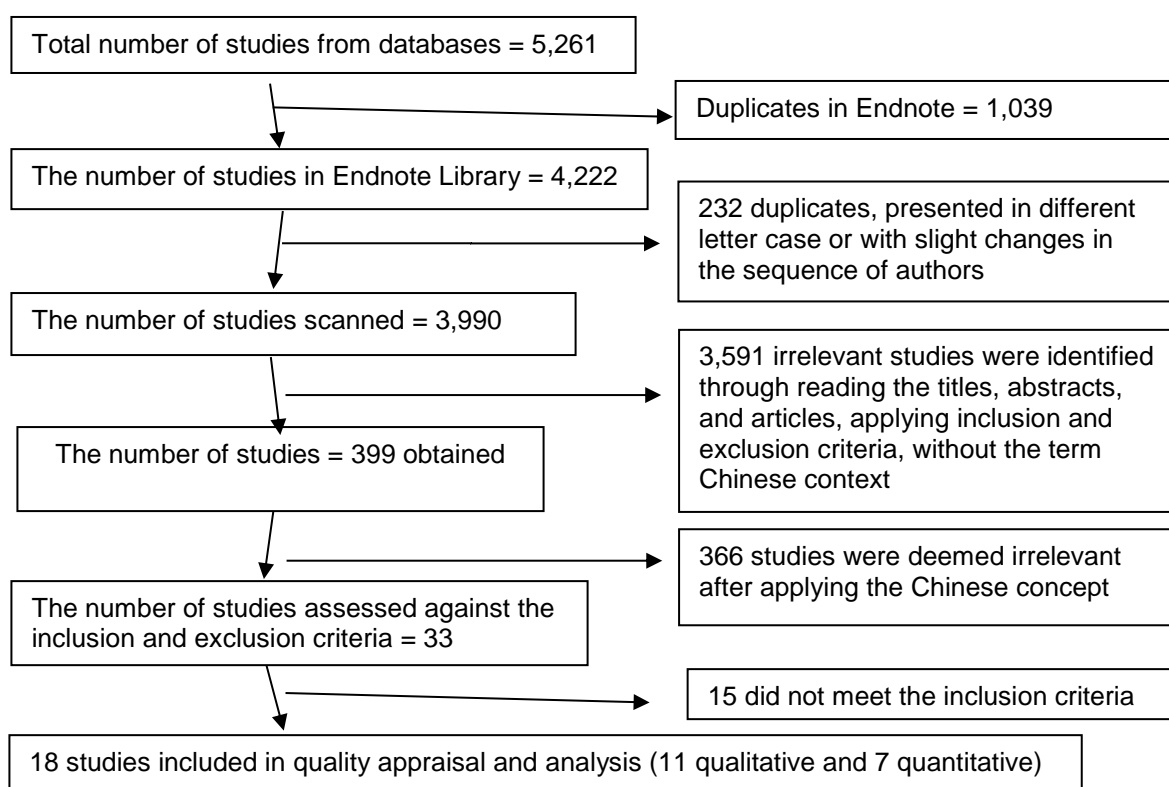 Total number of studies from databases = 5,261
Duplicates in Endnote = 1,039
The number of studies in Endnote Library = 4,222
232 duplicates, presented in different
letter case or with slight changes in
the sequence of authors
The number of studies scanned = 3,990
3,591 irrelevant studies were identified
through reading the titles, abstracts,
and articles, applying inclusion and
exclusion criteria, without the term
Chinese context
The number of studies = 399 obtained
366 studies were deemed irrelevant
after applying the Chinese concept
The number of studies assessed against the
inclusion and exclusion criteria = 33
15 did not meet the inclusion criteria
18 studies included in quality appraisal and analysis (11 qualitative and 7 quantitative)